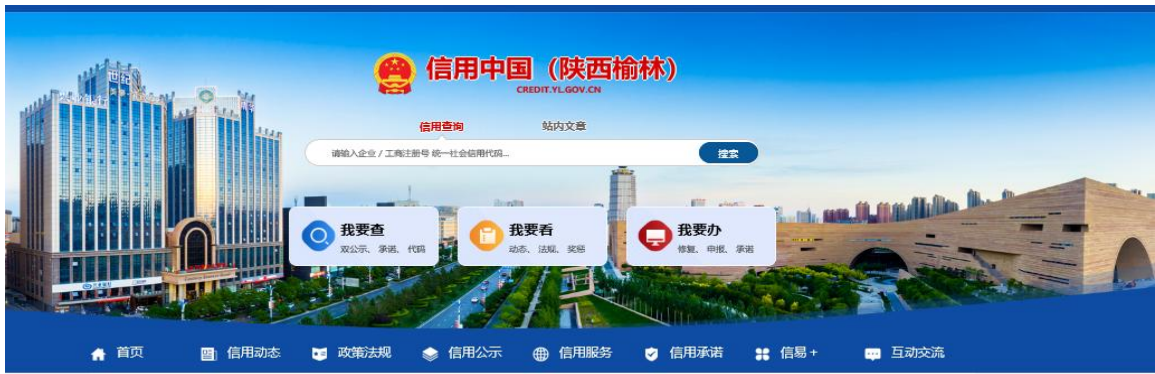 信用中国（陕西榆林）
CREDIT.YL.GOV.CN
信用查询 站内文章
请输入企业 / 工商注册号 统一社会信用代码...
搜索
我要查
双公示、承诺、代码
我要看
动态、法规、奖惩
我要办
修复、申报、承诺
首页 信用动态 政策法规 信用公示 信用服务 信用承诺 信易+ 互动交流